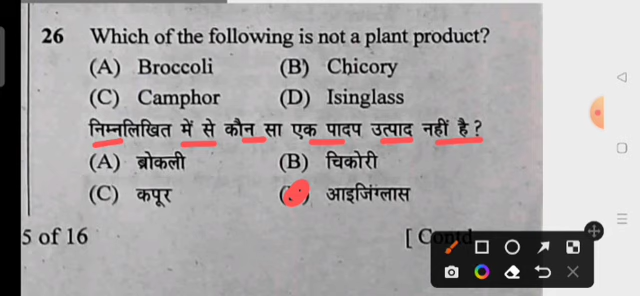 26 Which of the following is not a plant product?
(A) Broccoli (B) Chicory
(C) Camphor (D) Isinglass
निम्नलिखित में से कौन सा एक पादप उत्पाद नहीं है ?
(A) ब्रोकली (B) चिकोरी
(C) कपूर आइजिंग्लास
5 of 16 [ Contd